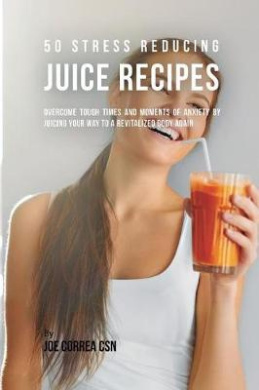 50 STRESS REDUCING
JUICE RECIPES
OVERCOME TOUGH TIMES AND MOMENTS OF ANXIETY BY
JUICING YOUR WAY TO A REVITALIZED BODY AGAIN
By
JOE CORREA CSN